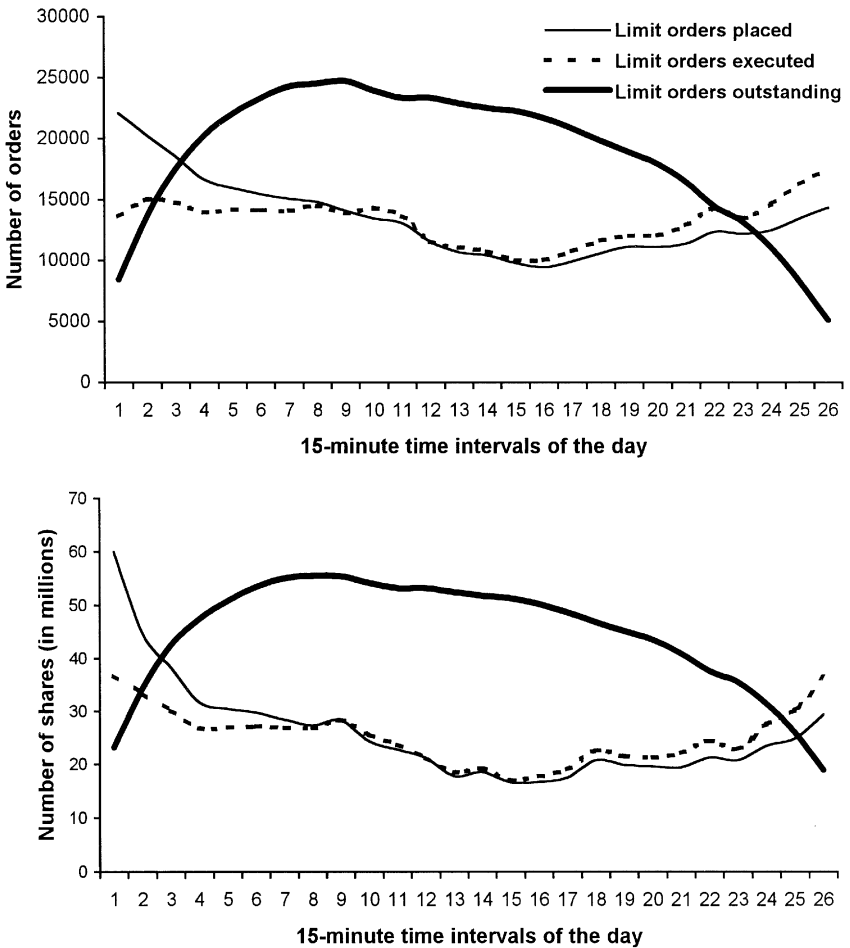 30000
Limit orders placed
Limit orders executed
Limit orders outstanding
25000
20000
15000
10000
5000
0
Number of orders
1 2 3 4 5 6 7 8 9 10 11 12 13 14 15 16 17 18 19 20 21 22 23 24 25 26
15-minute time intervals of the day
70
60
50
40
30
20
10
0
Number of shares (in millions)
1 2 3 4 5 6 7 8 9 10 11 12 13 14 15 16 17 18 19 20 21 22 23 24 25 26
15-minute time intervals of the day